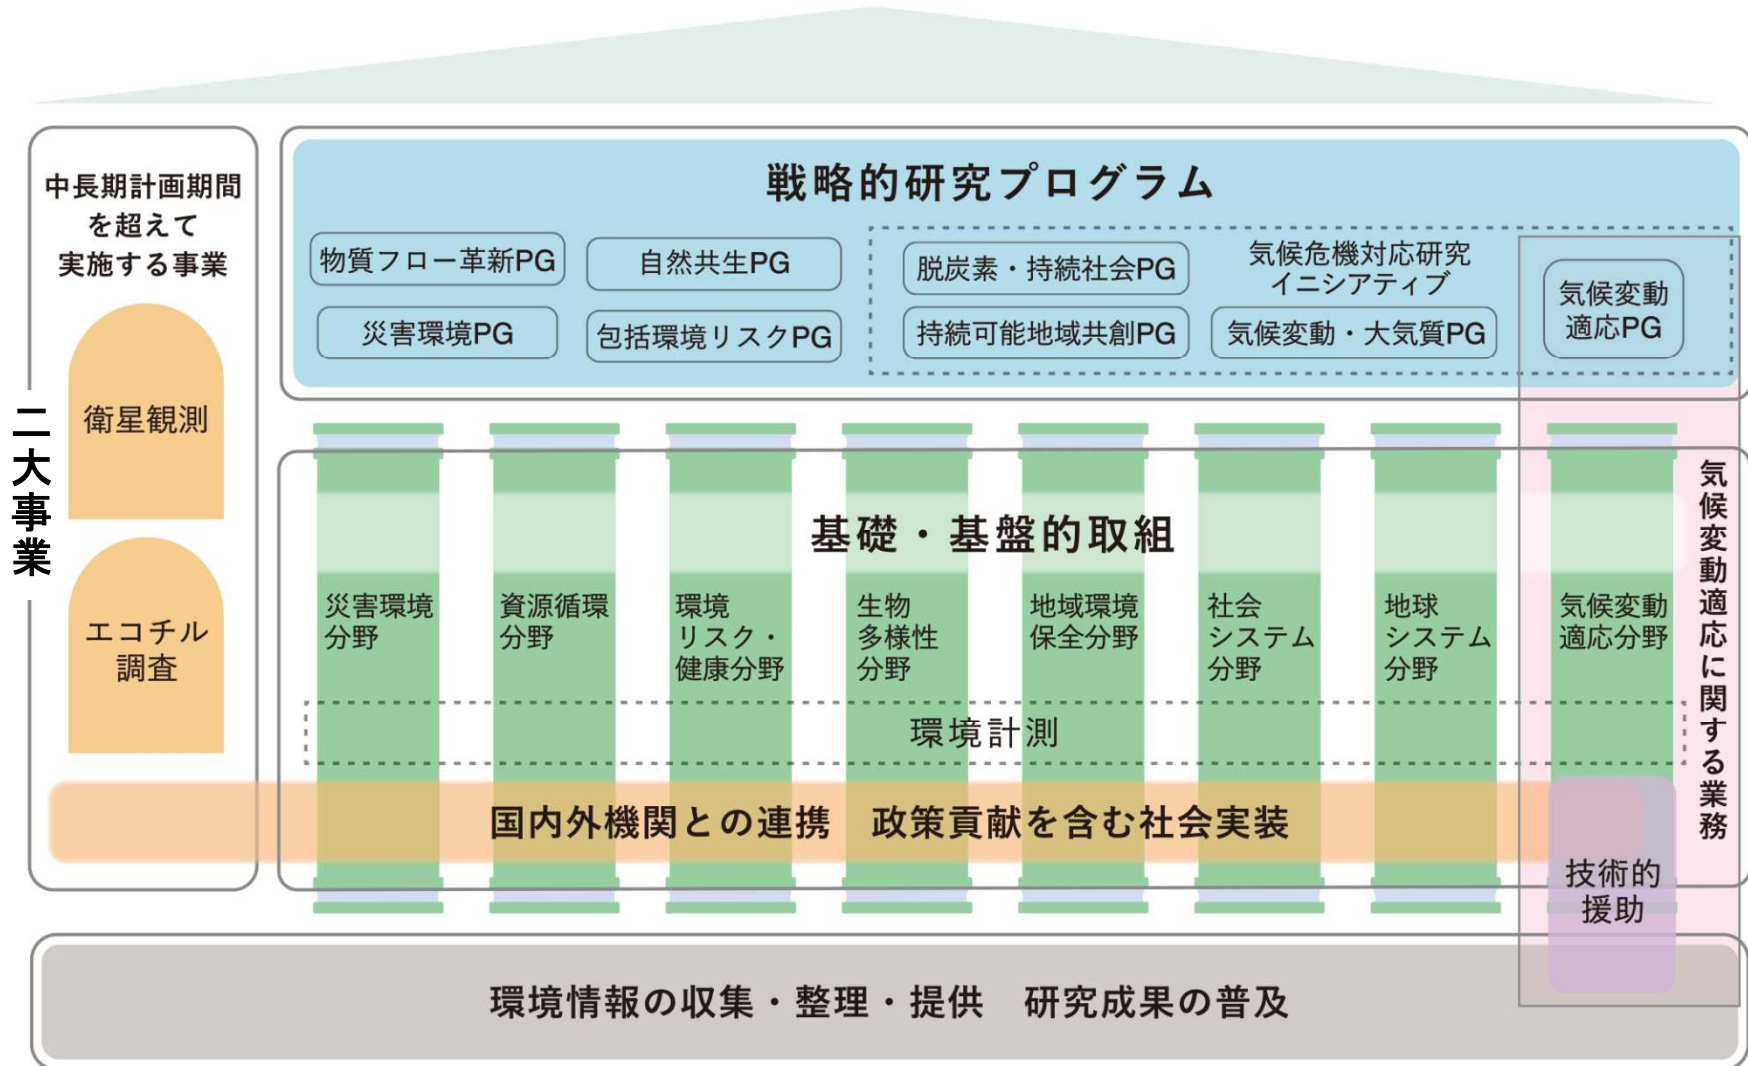 中長期計画期間
を超えて
実施する事業
二大事業
衛星観測
エコチル
調査
戦略的研究プログラム
物質フロー革新PG
自然共生PG
災害環境PG
包括環境リスクPG
脱炭素・持続社会PG
気候危機対応研究
イニシアティブ
持続可能地域共創PG
気候変動・大気質PG
気候変動
適応PG
基礎・基盤的取組
災害環境
分野
資源循環
分野
環境
リスク・
健康分野
生物
多様性
分野
地域環境
保全分野
社会
システム
分野
地球
システム
分野
気候変動
適応分野
気候変動適応に関する業務
環境計測
国内外機関との連携　政策貢献を含む社会実装
技術的
援助
環境情報の収集・整理・提供　研究成果の普及